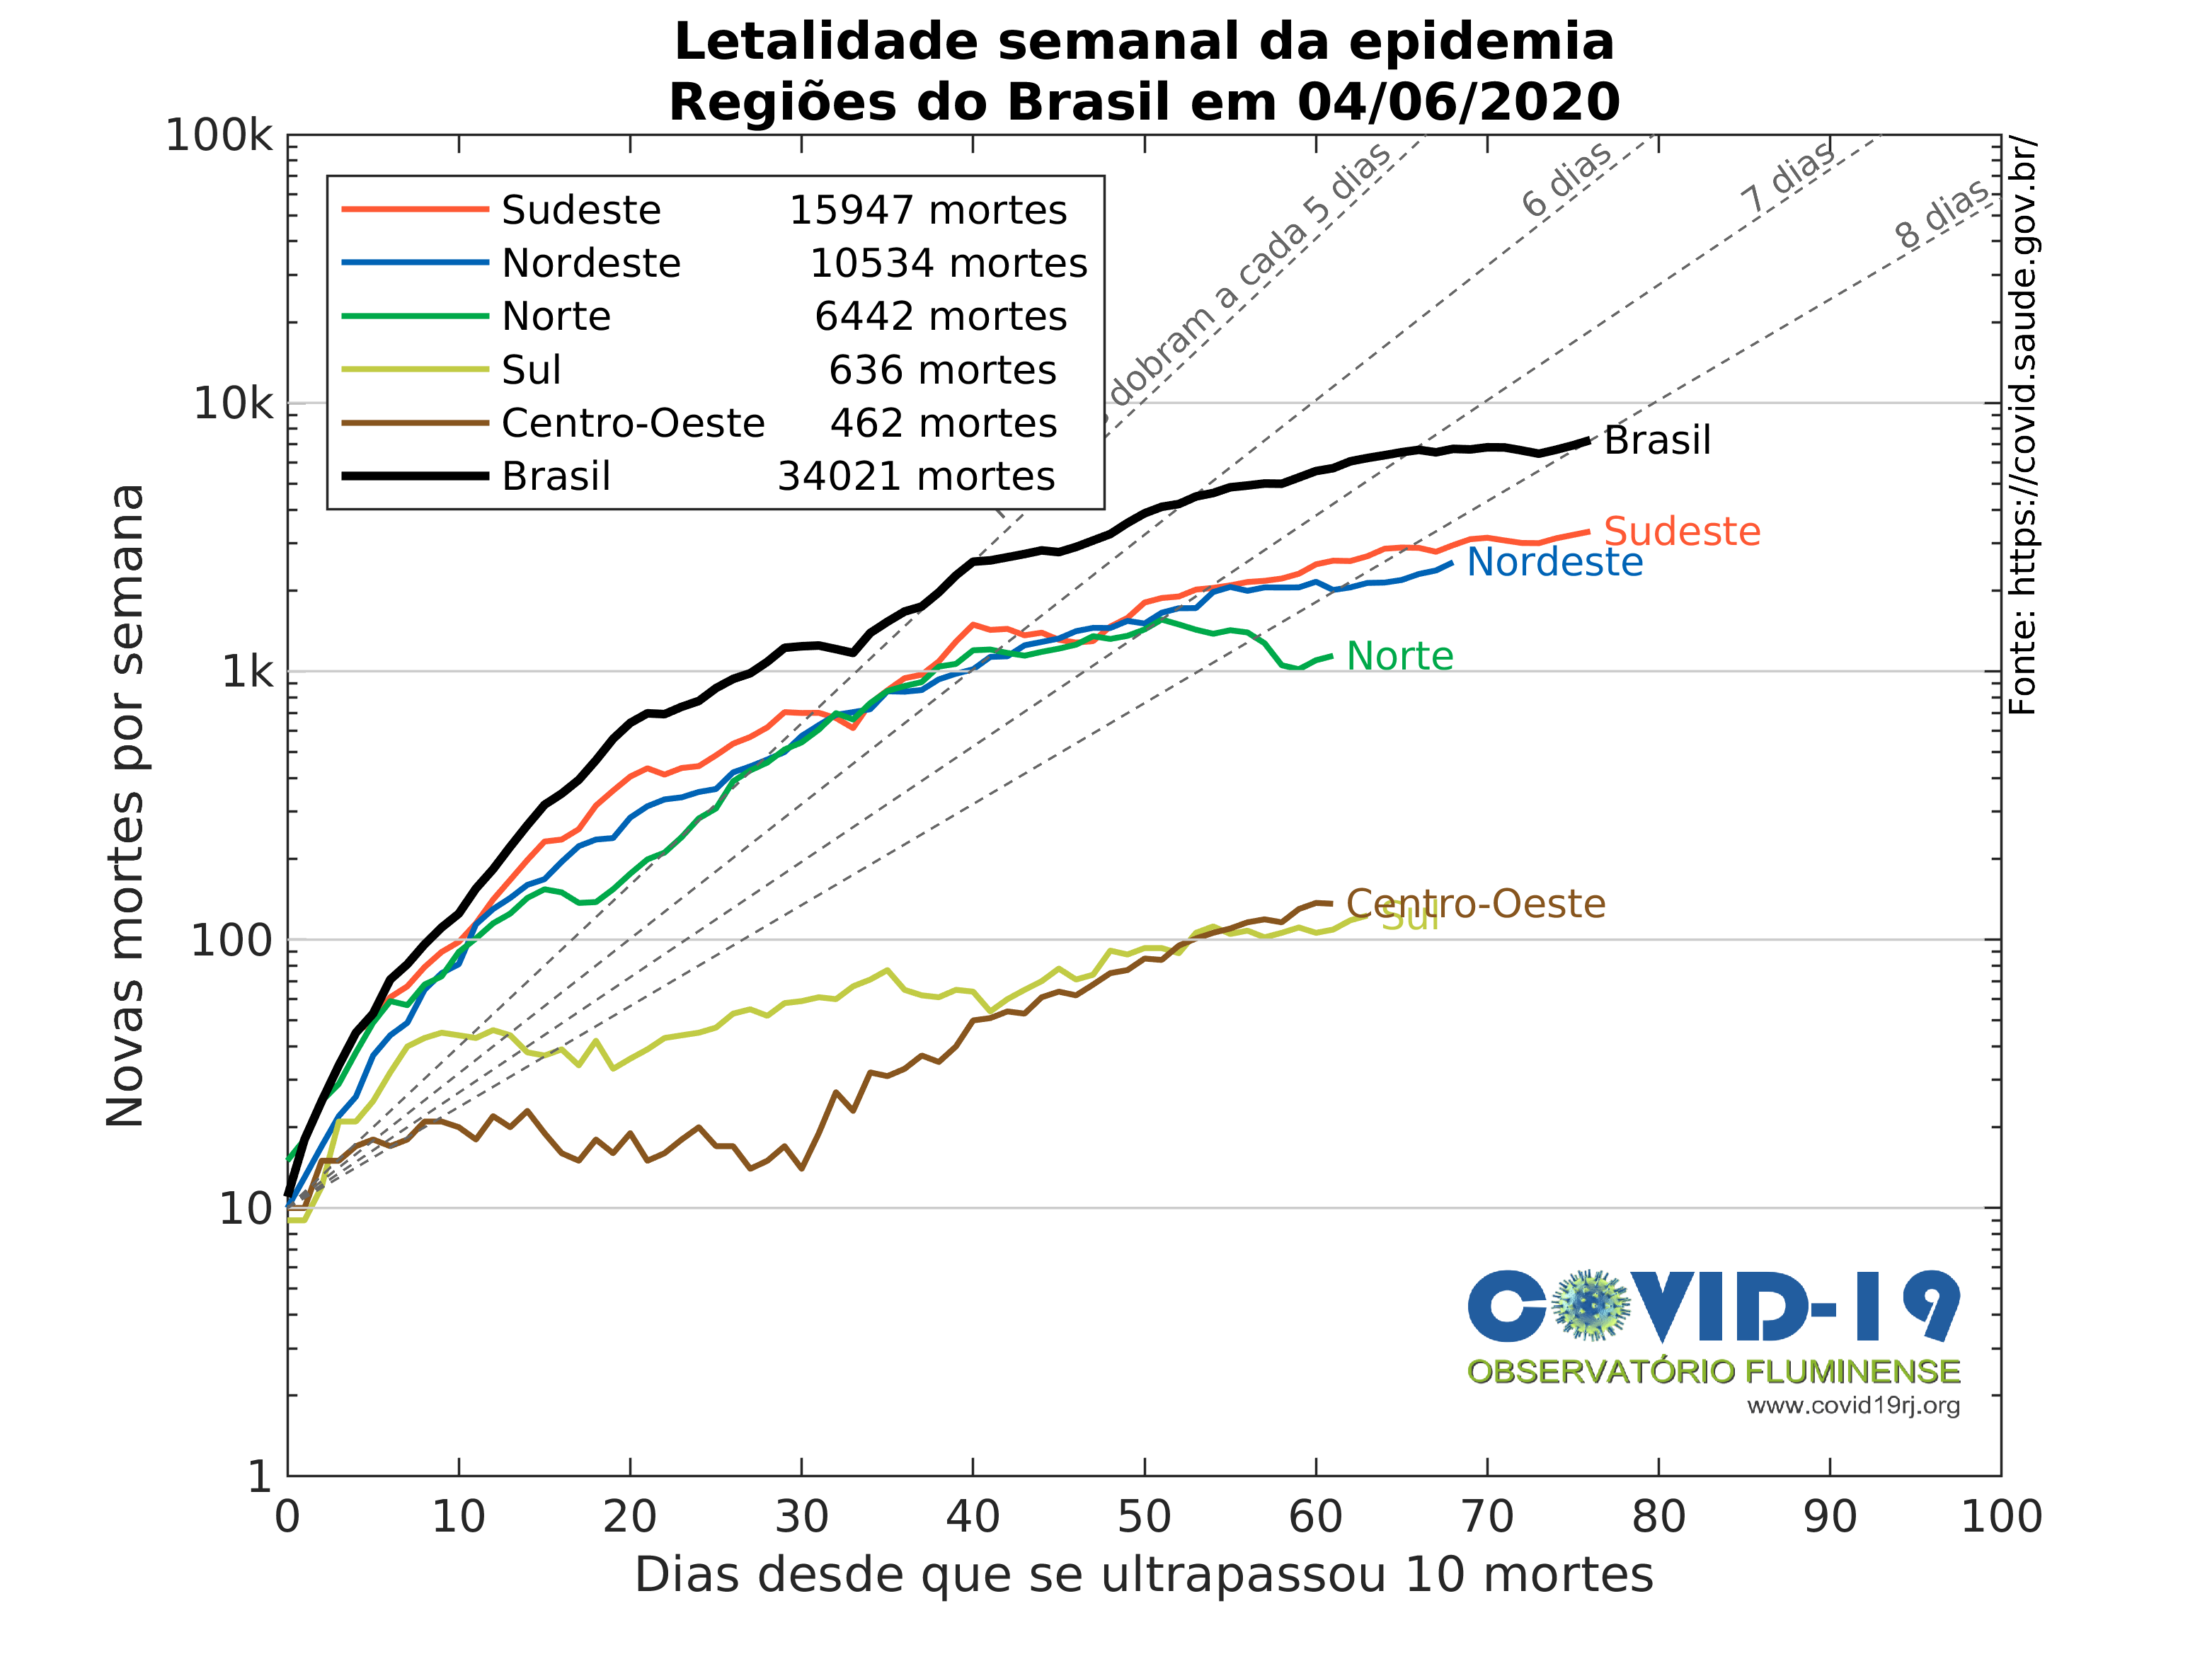 Letalidade semanal da epidemia
Regiões do Brasil em 04/06/2020
100k
10k
1k
100
10
1
Novas mortes por semana
Sudeste 15947 mortes
Nordeste 10534 mortes
Norte 6442 mortes
Sul 636 mortes
Centro-Oeste 462 mortes
Brasil 34021 mortes
dobram a cada 5 dias
6 dias
7 dias
8 dias
Brasil
Sudeste
Nordeste
Norte
Centro-Oeste
Sul
Fonte: https://covid.saude.gov.br/
COVID-19
OBSERVATÓRIO FLUMINENSE
www.covid19rj.org
0 10 20 30 40 50 60 70 80 90 100
Dias desde que se ultrapassou 10 mortes